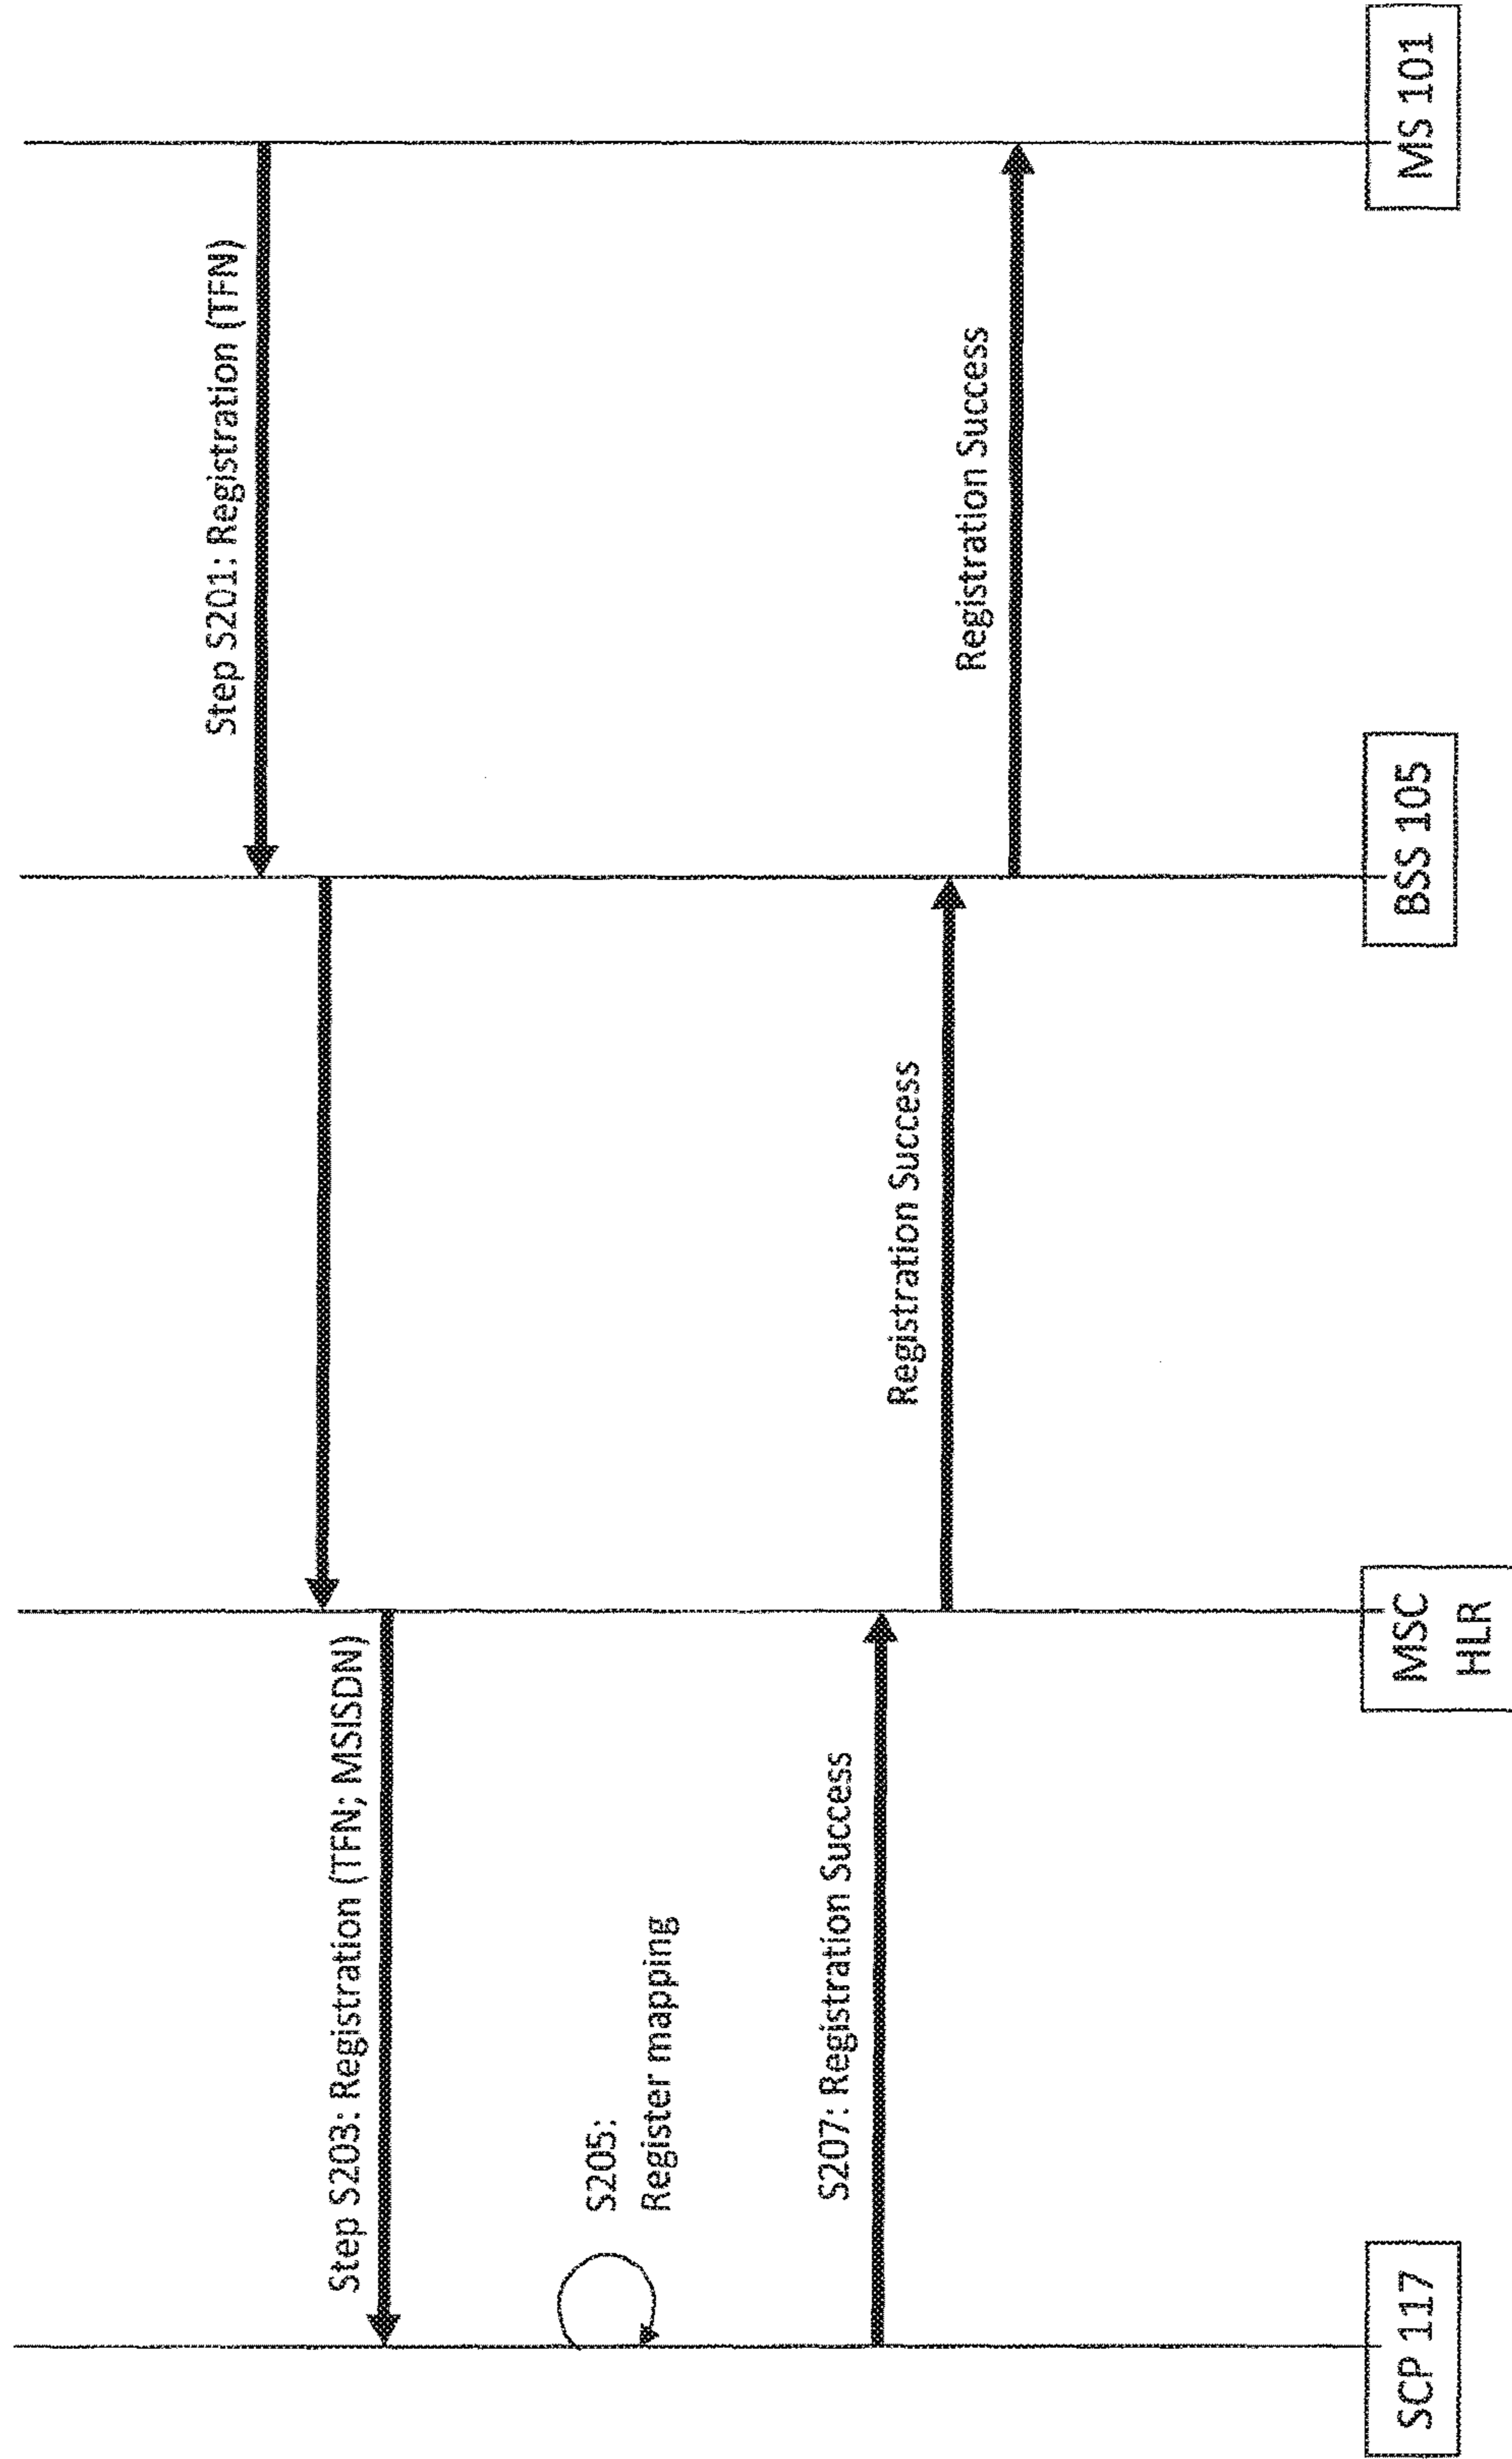 Step S201: Registration (TFN)
Step S203: Registration (TFN; MSISDN)
S205:
Register mapping
S207: Registration Success
Registration Success
Registration Success
SCP 117
MSC
HLR
BSS 105
MS 101